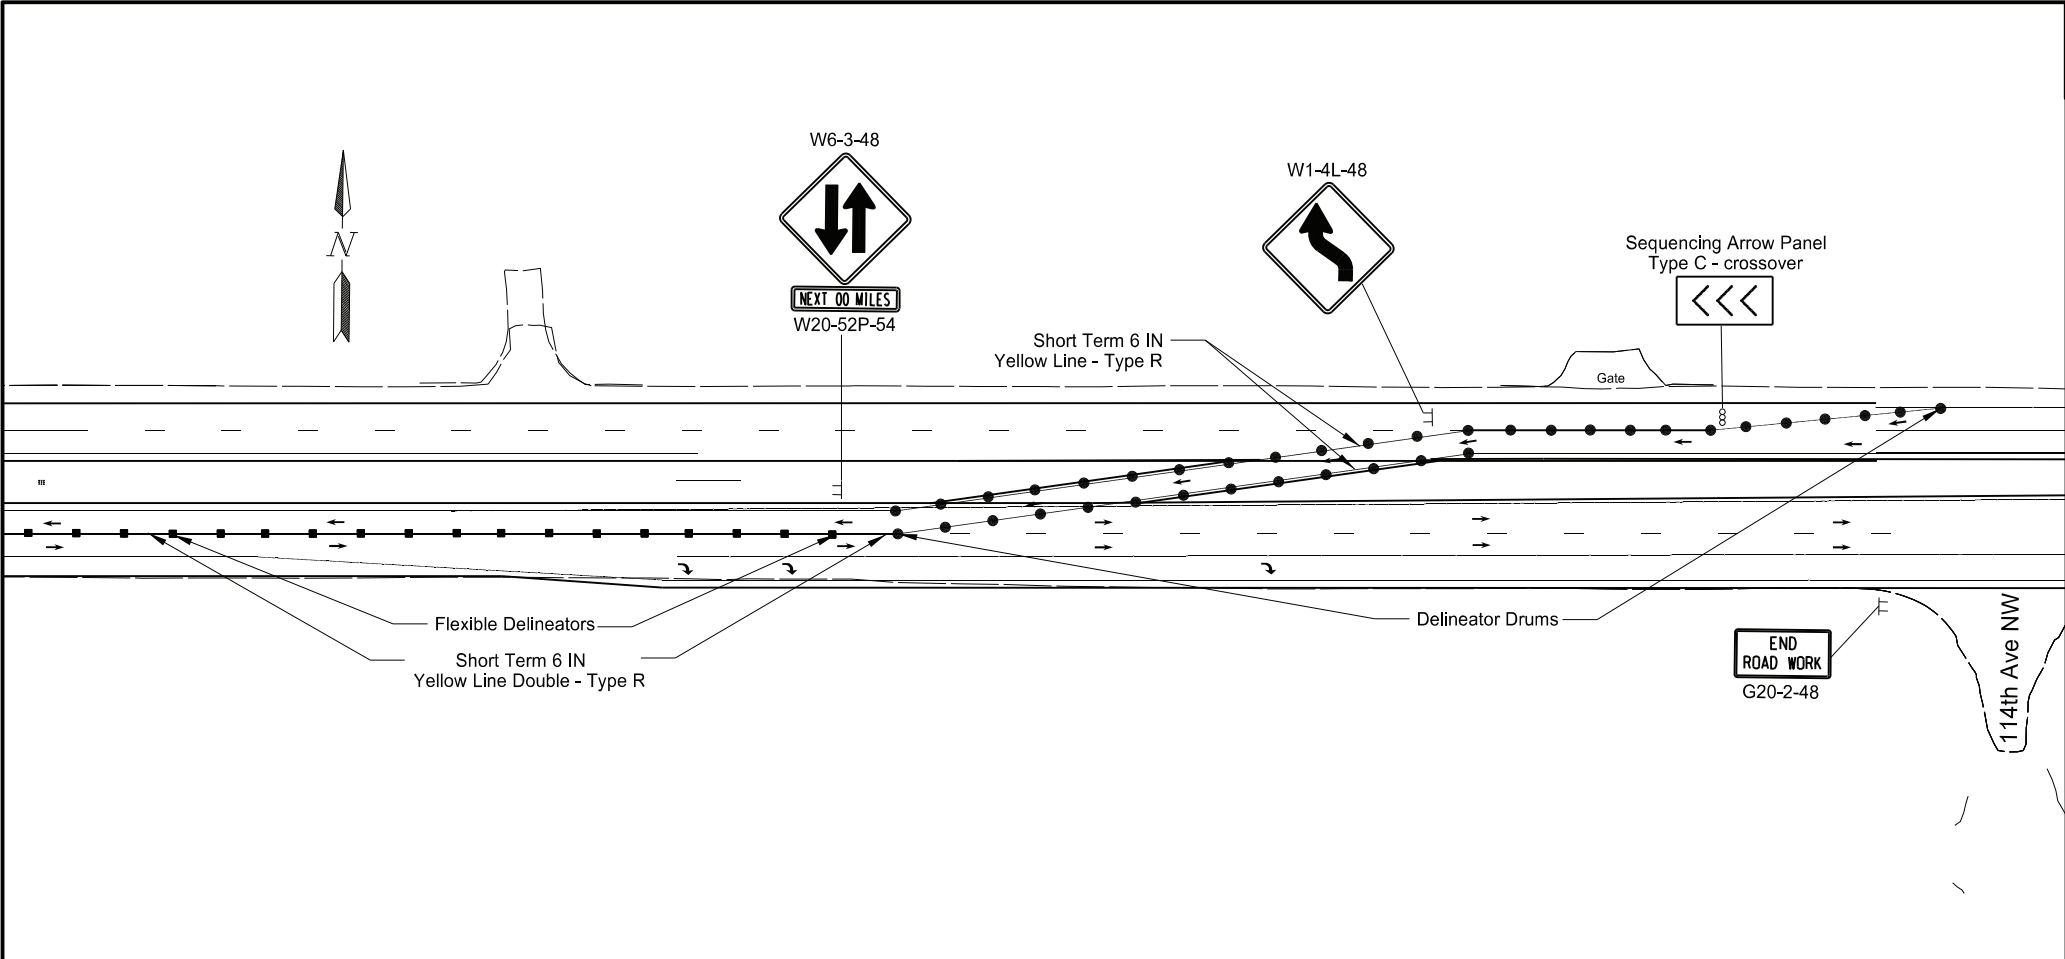 W6-3-48
NEXT 00 MILES
W20-52P-54
W1-4L-48
Sequencing Arrow Panel
Type C - crossover
N
Short Term 6 IN
Yellow Line - Type R
Gate
Flexible Delineators
Short Term 6 IN
Yellow Line Double - Type R
Delineator Drums
END
ROAD WORK
G20-2-48
114th Ave NW